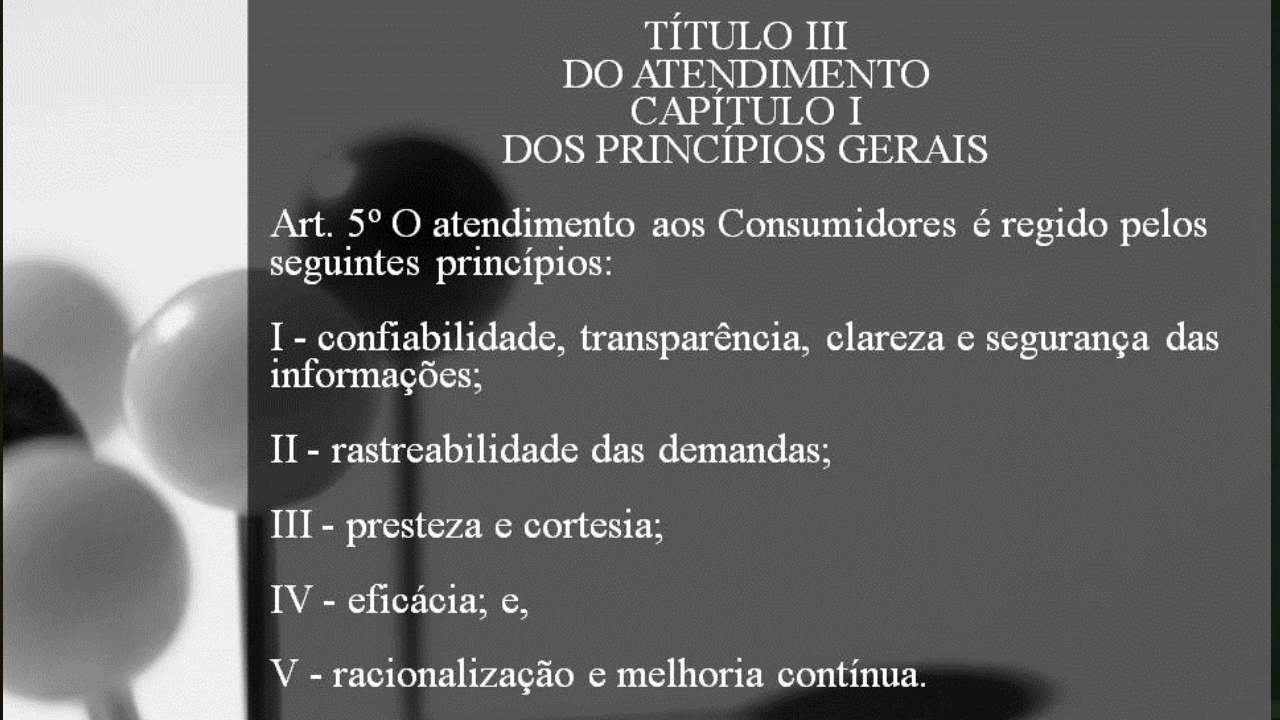 TÍTULO III
DO ATENDIMENTO
CAPÍTULO I
DOS PRINCÍPIOS GERAIS
Art. 5º O atendimento aos Consumidores é regido pelos
seguintes princípios:
I - confiabilidade, transparência, clareza e segurança das
informações;
II - rastreabilidade das demandas;
III - presteza e cortesia;
IV - eficácia; e,
V - racionalização e melhoria contínua.